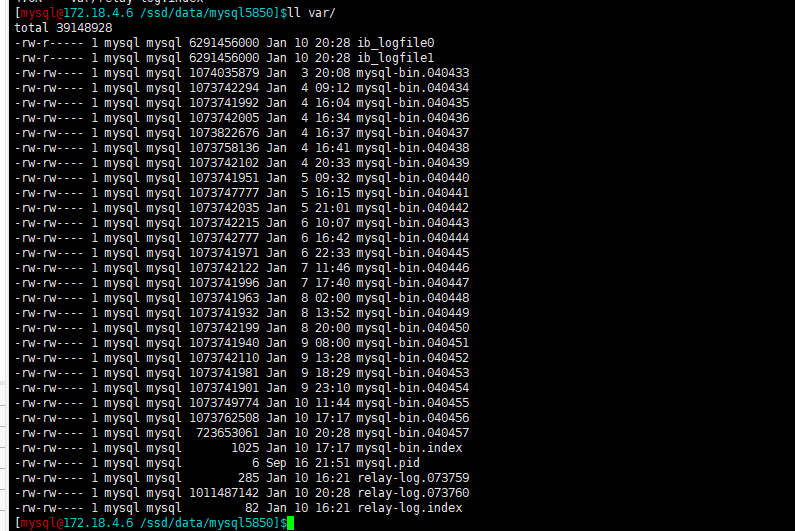 [mysql@172.18.4.6 /ssd/data/mysql5850]$ll var/
total 39148928
-rw-r----- 1 mysql mysql 6291456000 Jan 10 20:28 ib_logfile0
-rw-r----- 1 mysql mysql 6291456000 Jan 10 20:28 ib_logfile1
-rw-rw---- 1 mysql mysql 1074035879 Jan  3 20:08 mysql-bin.040433
-rw-rw---- 1 mysql mysql 1073742294 Jan  4 09:12 mysql-bin.040434
-rw-rw---- 1 mysql mysql 1073741992 Jan  4 16:04 mysql-bin.040435
-rw-rw---- 1 mysql mysql 1073742005 Jan  4 16:34 mysql-bin.040436
-rw-rw---- 1 mysql mysql 1073822676 Jan  4 16:37 mysql-bin.040437
-rw-rw---- 1 mysql mysql 1073758136 Jan  4 16:41 mysql-bin.040438
-rw-rw---- 1 mysql mysql 1073742102 Jan  4 20:33 mysql-bin.040439
-rw-rw---- 1 mysql mysql 1073741951 Jan  5 09:32 mysql-bin.040440
-rw-rw---- 1 mysql mysql 1073747777 Jan  5 16:15 mysql-bin.040441
-rw-rw---- 1 mysql mysql 1073742035 Jan  5 21:01 mysql-bin.040442
-rw-rw---- 1 mysql mysql 1073742215 Jan  6 10:07 mysql-bin.040443
-rw-rw---- 1 mysql mysql 1073742777 Jan  6 16:42 mysql-bin.040444
-rw-rw---- 1 mysql mysql 1073741971 Jan  6 22:33 mysql-bin.040445
-rw-rw---- 1 mysql mysql 1073742122 Jan  7 11:46 mysql-bin.040446
-rw-rw---- 1 mysql mysql 1073741996 Jan  7 17:40 mysql-bin.040447
-rw-rw---- 1 mysql mysql 1073741963 Jan  8 02:00 mysql-bin.040448
-rw-rw---- 1 mysql mysql 1073741932 Jan  8 13:52 mysql-bin.040449
-rw-rw---- 1 mysql mysql 1073742199 Jan  8 20:00 mysql-bin.040450
-rw-rw---- 1 mysql mysql 1073741940 Jan  9 08:00 mysql-bin.040451
-rw-rw---- 1 mysql mysql 1073742110 Jan  9 13:28 mysql-bin.040452
-rw-rw---- 1 mysql mysql 1073741981 Jan  9 18:29 mysql-bin.040453
-rw-rw---- 1 mysql mysql 1073741901 Jan  9 23:10 mysql-bin.040454
-rw-rw---- 1 mysql mysql 1073749774 Jan 10 11:44 mysql-bin.040455
-rw-rw---- 1 mysql mysql 1073762508 Jan 10 17:17 mysql-bin.040456
-rw-rw---- 1 mysql mysql  723653061 Jan 10 20:28 mysql-bin.040457
-rw-rw---- 1 mysql mysql       1025 Jan 10 17:17 mysql-bin.index
-rw-rw---- 1 mysql mysql          6 Sep 16 21:51 mysql.pid
-rw-rw---- 1 mysql mysql        285 Jan 10 16:21 relay-log.073759
-rw-rw---- 1 mysql mysql 1011487142 Jan 10 20:28 relay-log.073760
-rw-rw---- 1 mysql mysql         82 Jan 10 16:21 relay-log.index
[mysql@172.18.4.6 /ssd/data/mysql5850]$